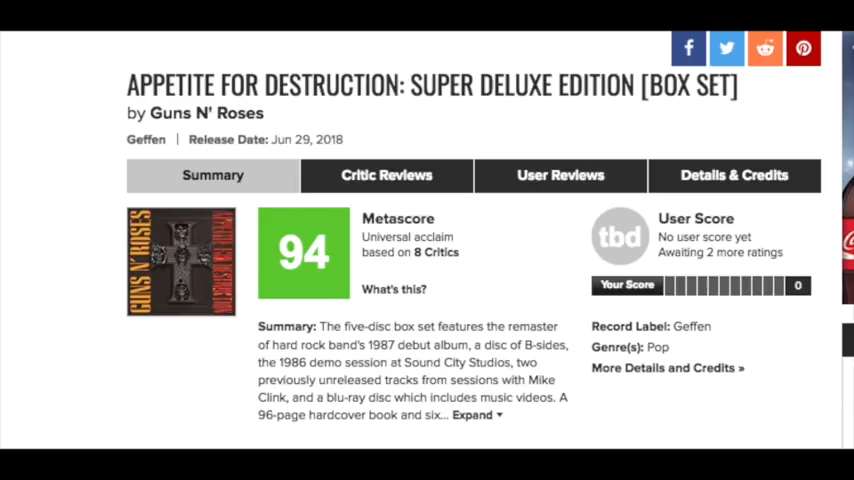 APPETITE FOR DESTRUCTION: SUPER DELUXE EDITION [BOX SET]
by Guns N' Roses
Geffen | Release Date: Jun 29, 2018
Summary
Critic Reviews
User Reviews
Details & Credits
GUNS N' ROSES
APPETITE FOR DESTRUCTION
94
Metascore
Universal acclaim
based on 8 Critics
What's this?
tbd
User Score
No user score yet
Awaiting 2 more ratings
Your Score
0
Summary: The five-disc box set features the remaster
of hard rock band's 1987 debut album, a disc of B-sides,
the 1986 demo session at Sound City Studios, two
previously unreleased tracks from sessions with Mike
Clink, and a blu-ray disc which includes music videos. A
96-page hardcover book and six... Expand
Record Label: Geffen
Genre(s): Pop
More Details and Credits »